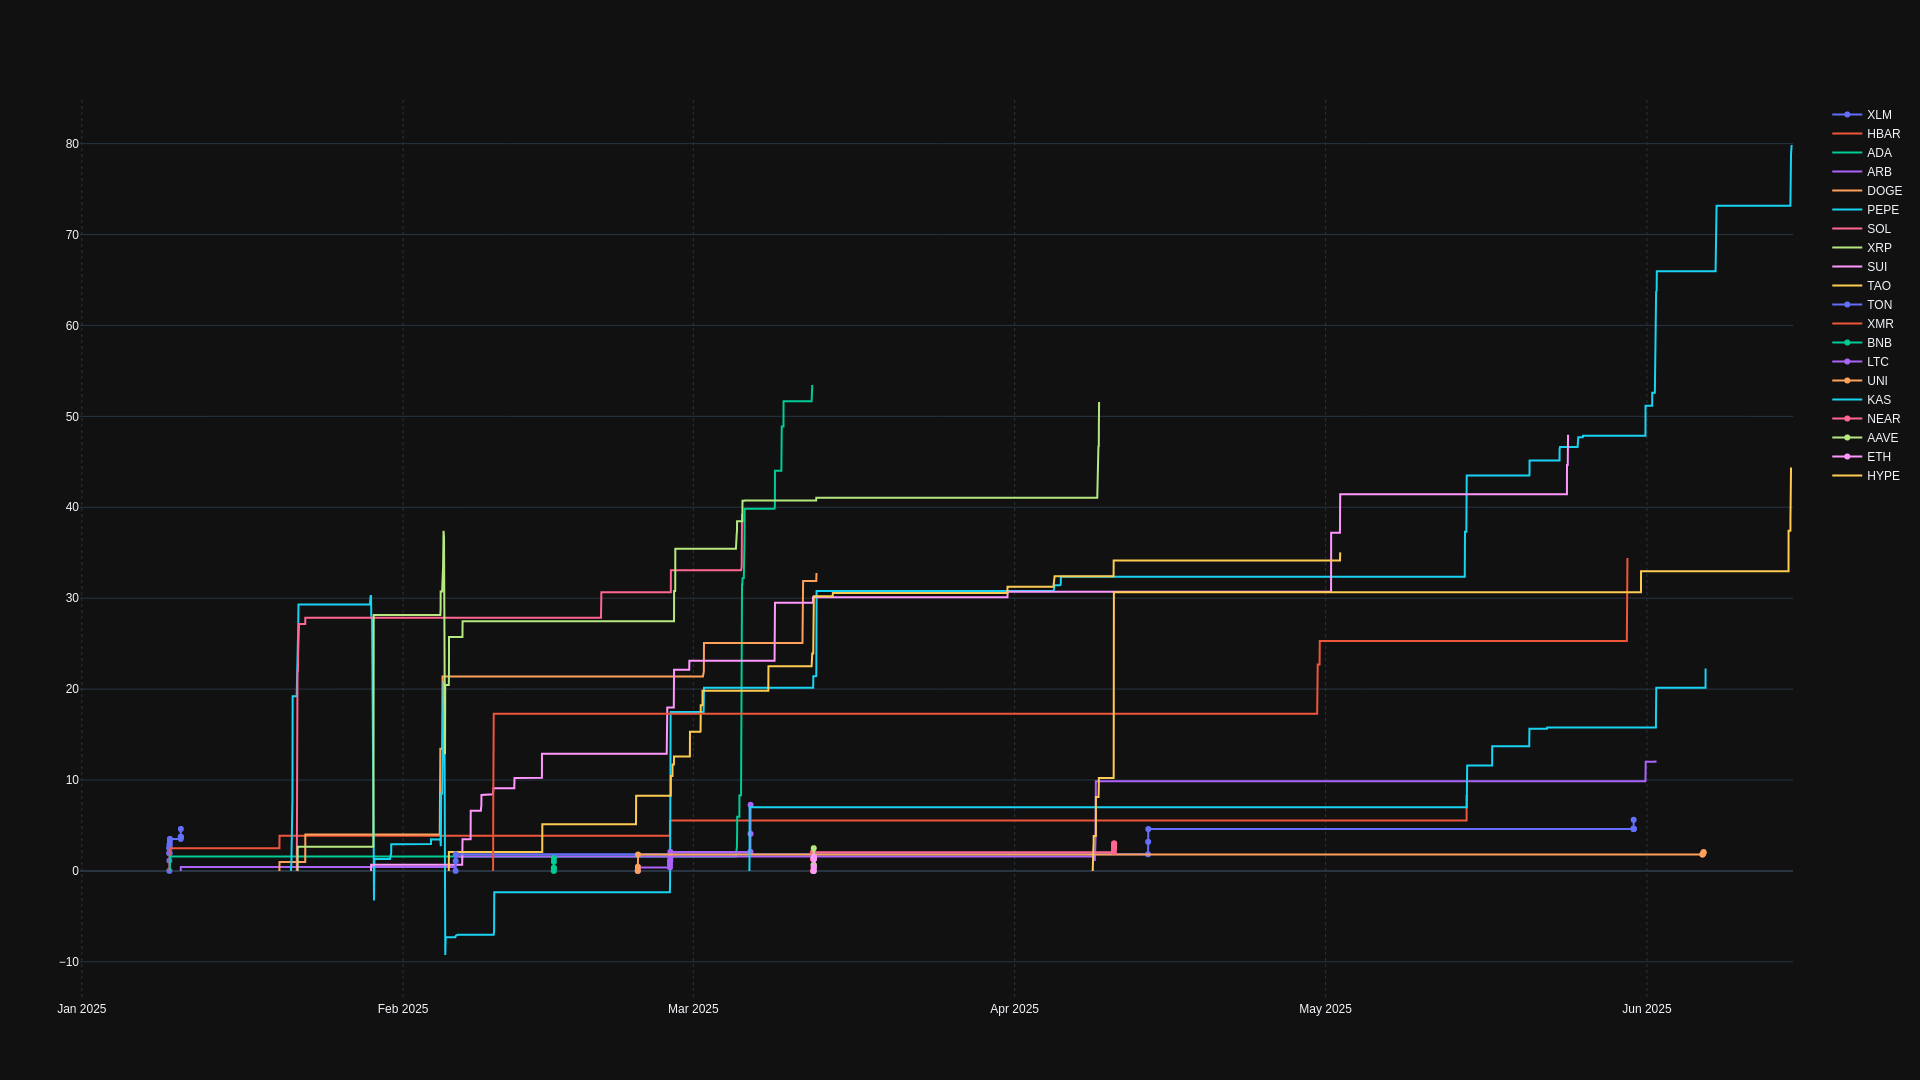 80
70
60
50
40
30
20
10
0
−10
Jan 2025
Feb 2025
Mar 2025
Apr 2025
May 2025
Jun 2025
XLM
HBAR
ADA
ARB
DOGE
PEPE
SOL
XRP
SUI
TAO
TON
XMR
BNB
LTC
UNI
KAS
NEAR
AAVE
ETH
HYPE